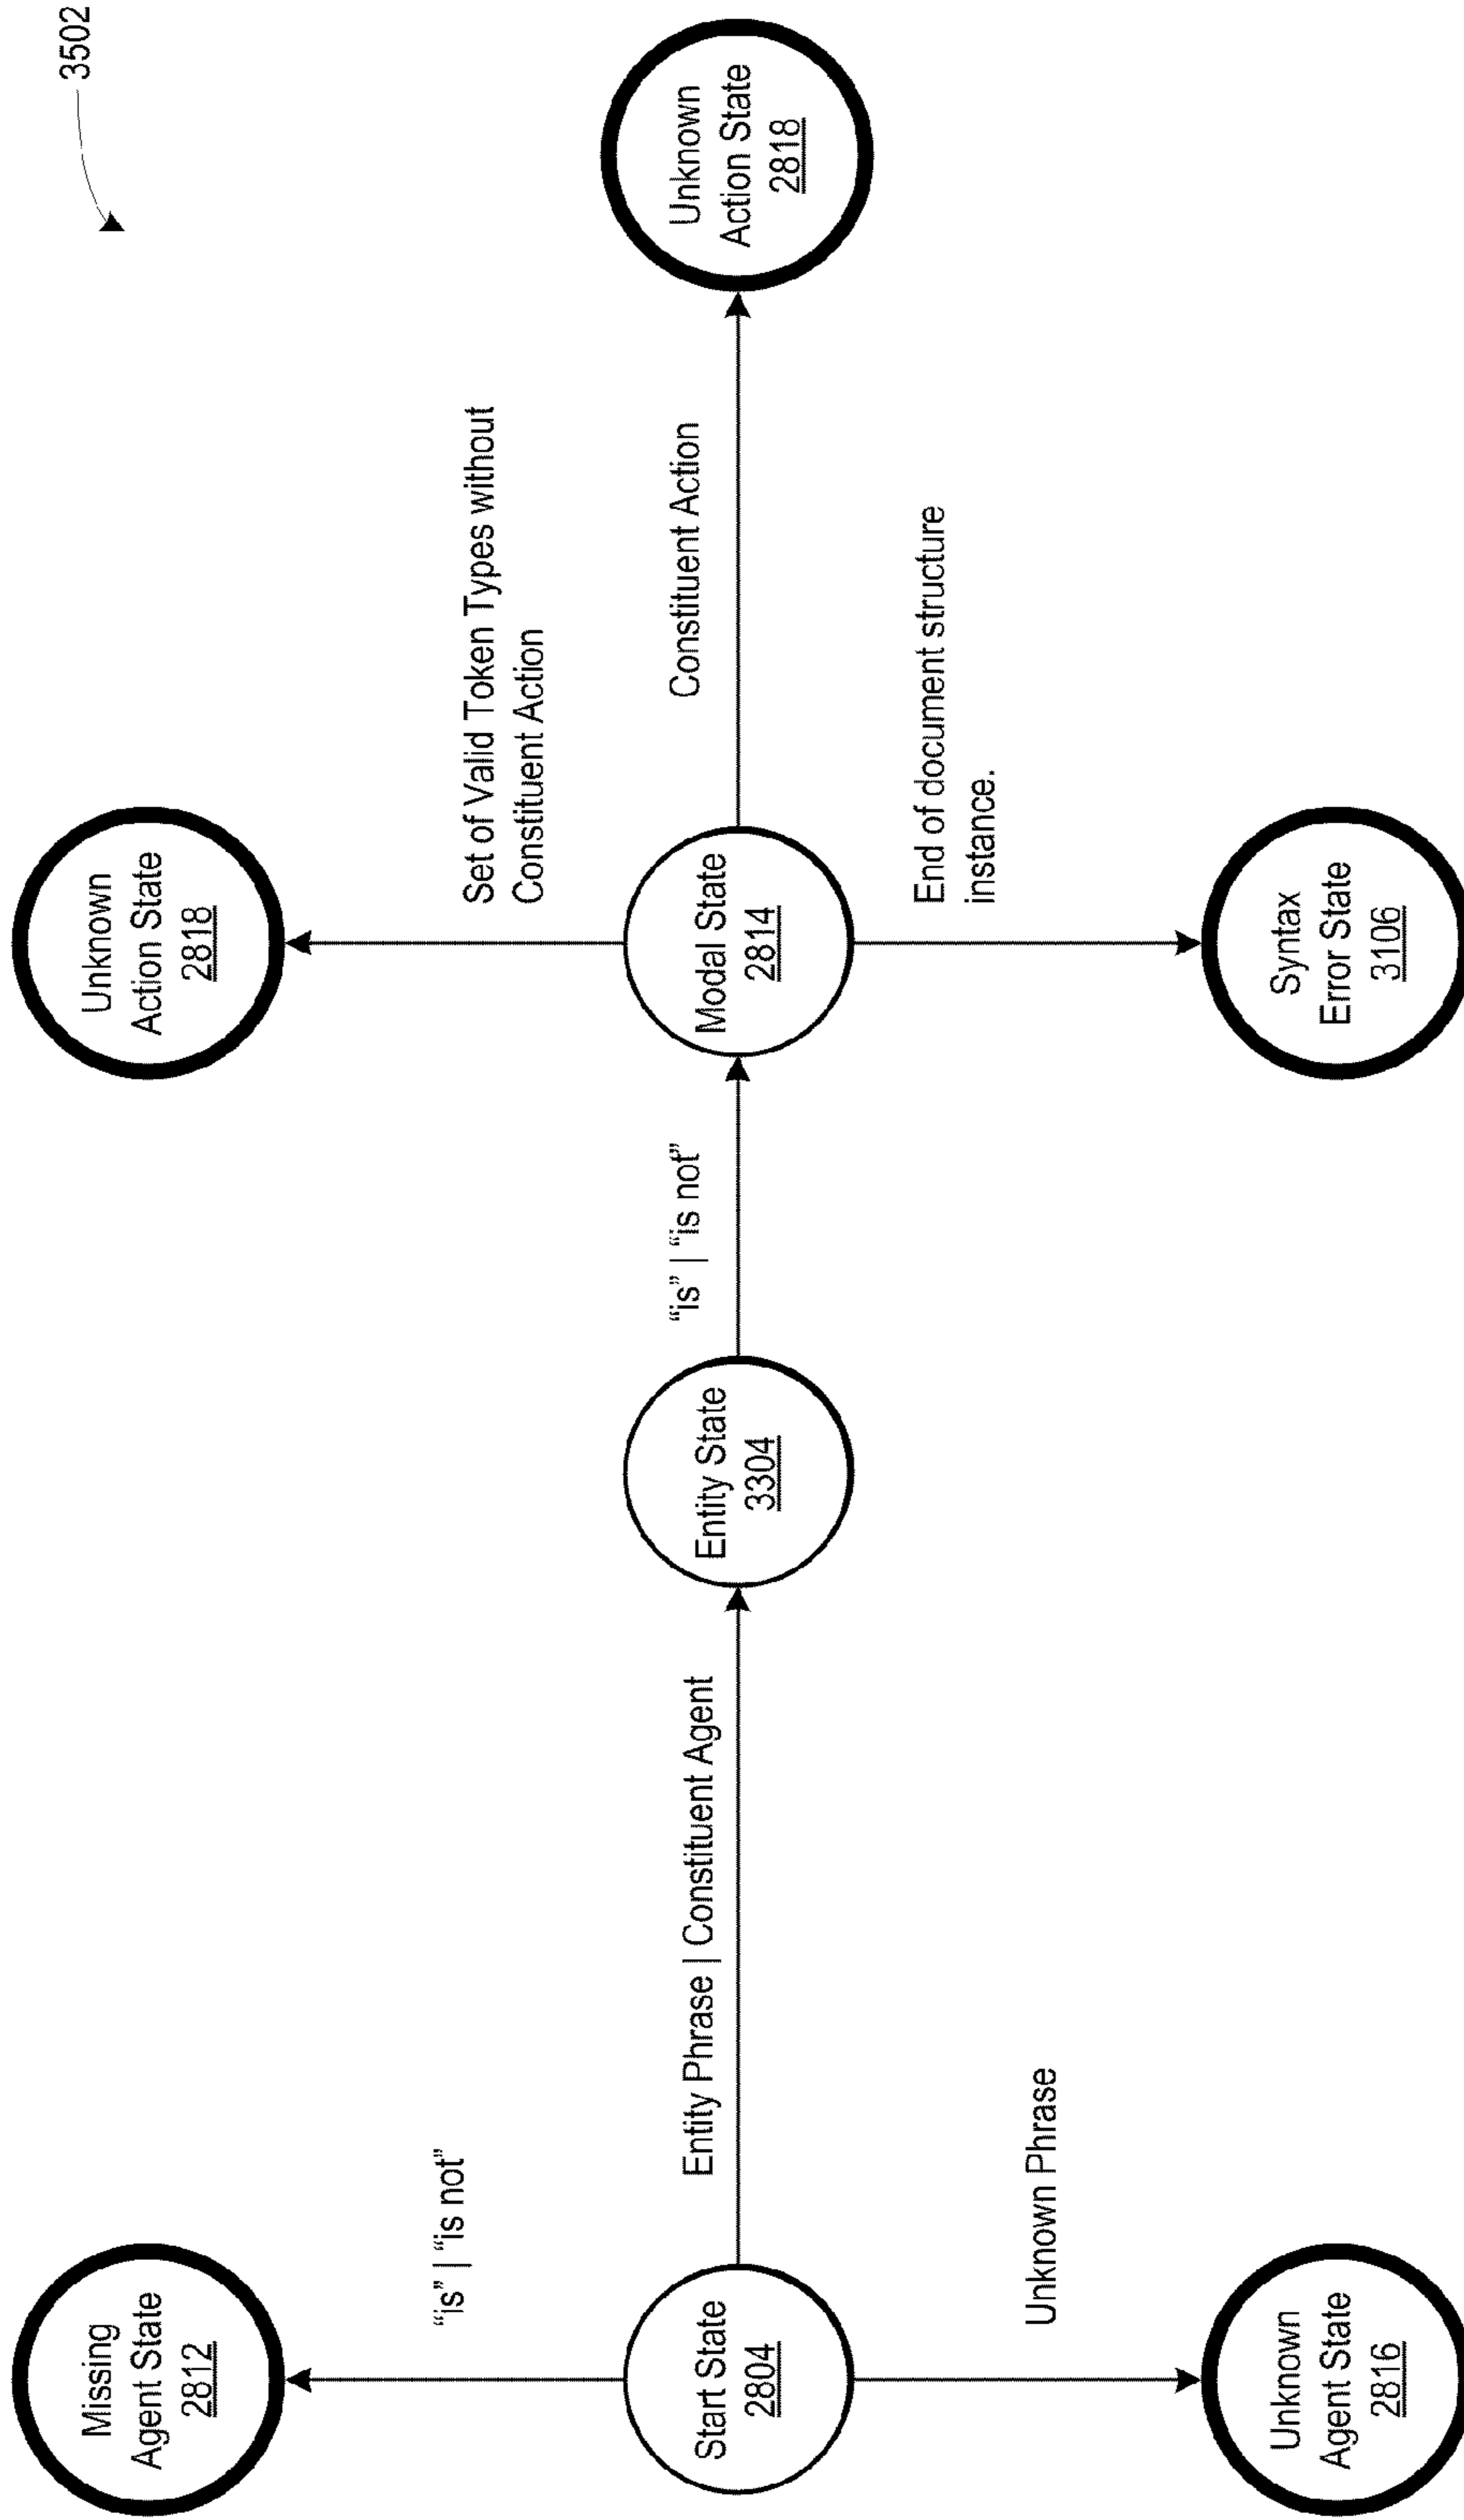 3502
Missing
Agent State
2812
"is" | "is not"
Start State
2804
Unknown Phrase
Unknown
Agent State
2816
Entity Phrase | Constituent Agent
Entity State
3304
“is” | “is not”
Unknown
Action State
2818
Set of Valid Token Types without
Constituent Action
Modal State
2814
End of document structure
instance.
Syntax
Error State
3106
Constituent Action
Unknown
Action State
2818